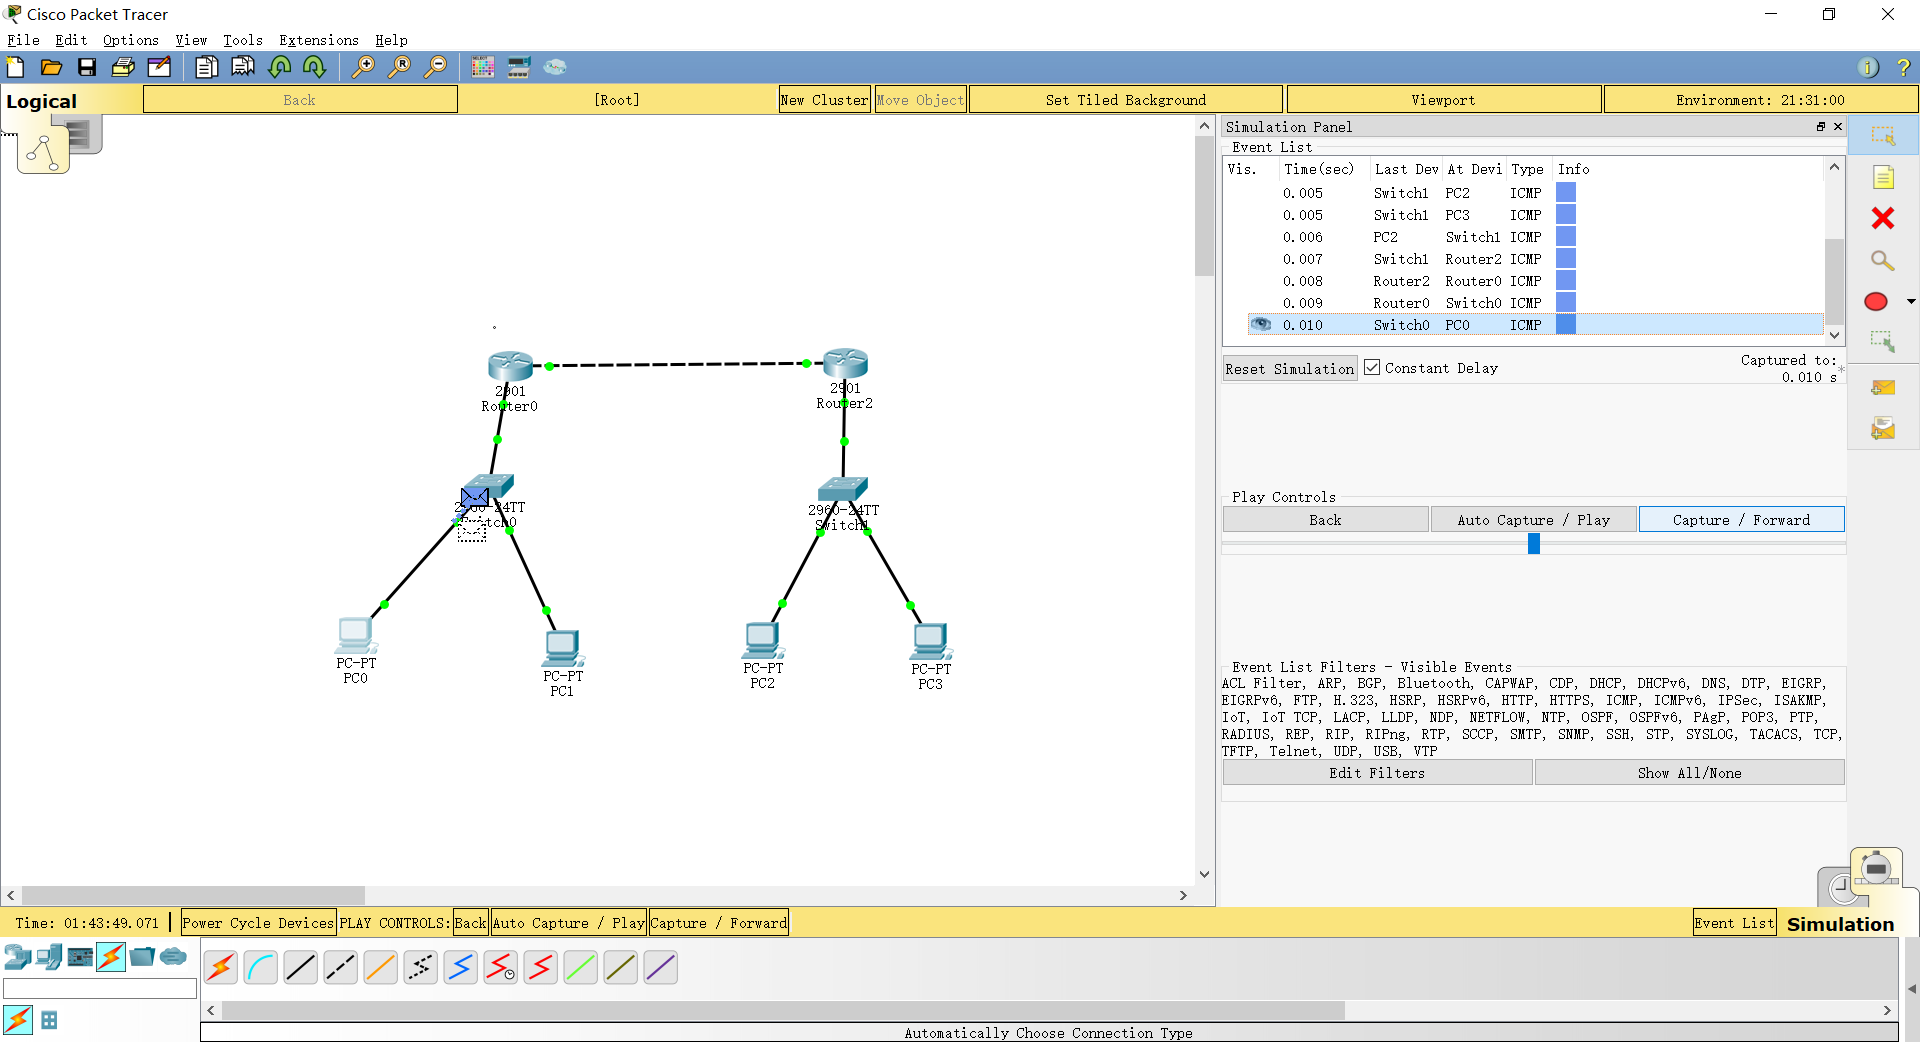 Cisco Packet Tracer
File Edit Options View Tools Extensions Help
Logical Back [Root] New Cluster Move Object Set Tiled Background Viewport Environment: 21:31:00
Simulation Panel
Event List
Vis. Time(sec) Last Dev At Devi Type Info
0.005 Switch1 PC2 ICMP
0.005 Switch1 PC3 ICMP
0.006 PC2 Switch1 ICMP
0.007 Switch1 Router2 ICMP
0.008 Router2 Router0 ICMP
0.009 Router0 Switch0 ICMP
0.010 Switch0 PC0 ICMP
Reset Simulation Constant Delay Captured to:
0.010 s
2901
Router0
2901
Router2
2960-24TT
Switch0
2960-24TT
Switch1
PC-PT
PC0
PC-PT
PC1
PC-PT
PC2
PC-PT
PC3
Play Controls
Back Auto Capture / Play Capture / Forward
Event List Filters - Visible Events
ACL Filter, ARP, BGP, Bluetooth, CAPWAP, CDP, DHCP, DHCPv6, DNS, DTP, EIGRP,
EIGRPv6, FTP, H.323, HSRP, HSRPv6, HTTP, HTTPS, ICMP, ICMPv6, IPSec, ISAKMP,
IoT, IoT TCP, LACP, LLDP, NDP, NETFLOW, NTP, OSPF, OSPFv6, PAgP, POP3, PTP,
RADIUS, REP, RIP, RIPng, RTP, SCCP, SMTP, SNMP, SSH, STP, SYSLOG, TACACS, TCP,
TFTP, Telnet, UDP, USB, VTP
Edit Filters Show All/None
Time: 01:43:49.071 Power Cycle Devices PLAY CONTROLS: Back Auto Capture / Play Capture / Forward Event List Simulation
Automatically Choose Connection Type